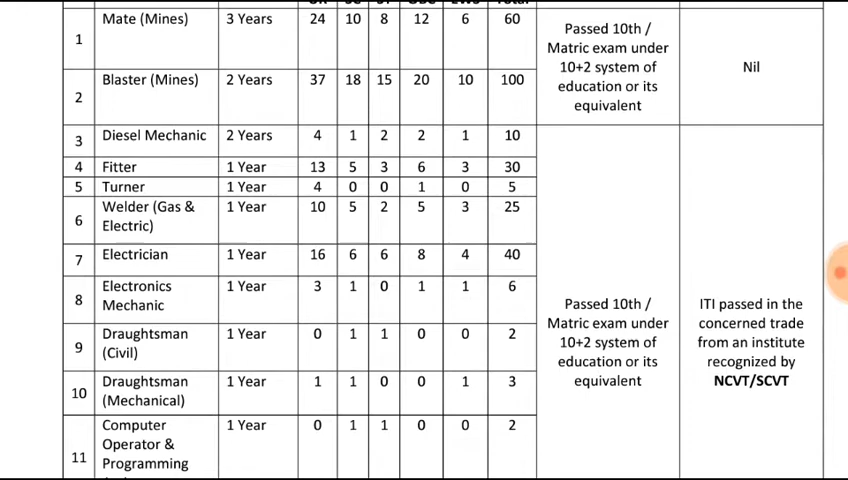 UR SC ST OBC EWS Total
1 Mate (Mines) 3 Years 24 10 8 12 6 60
2 Blaster (Mines) 2 Years 37 18 15 20 10 100
Passed 10th /
Matric exam under
10+2 system of
education or its
equivalent
Nil
3 Diesel Mechanic 2 Years 4 1 2 2 1 10
4 Fitter 1 Year 13 5 3 6 3 30
5 Turner 1 Year 4 0 0 1 0 5
6 Welder (Gas & 1 Year 10 5 2 5 3 25
Electric)
7 Electrician 1 Year 16 6 6 8 4 40
8 Electronics 1 Year 3 1 0 1 1 6
Mechanic
9 Draughtsman 1 Year 0 1 1 0 0 2
(Civil)
10 Draughtsman 1 Year 1 1 0 0 1 3
(Mechanical)
11 Computer 1 Year 0 1 1 0 0 2
Operator &
Programming
Passed 10th /
Matric exam under
10+2 system of
education or its
equivalent
ITI passed in the
concerned trade
from an institute
recognized by
NCVT/SCVT